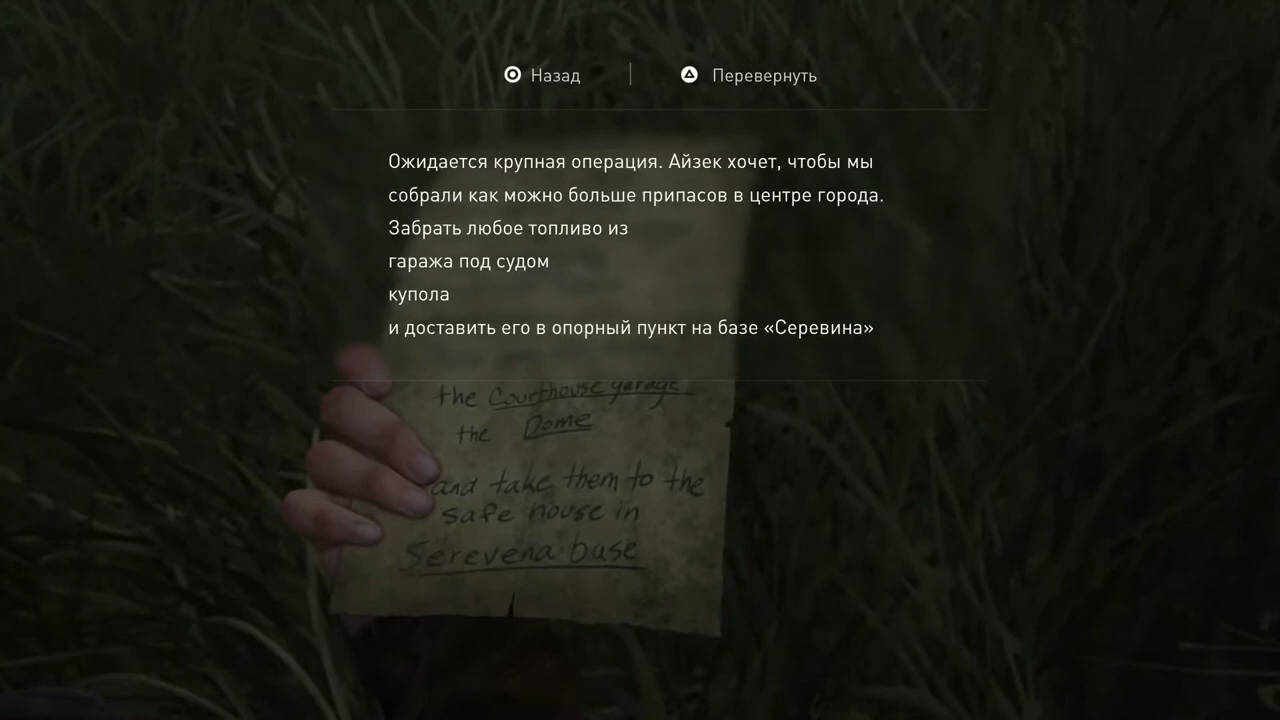 Назад
Перевернуть
Ожидается крупная операция. Айзек хочет, чтобы мы
собрали как можно больше припасов в центре города.
Забрать любое топливо из
гаража под судом
купола
и доставить его в опорный пункт на базе «Серевина»
the Courthouse garage
the Dome
and take them to the
safe house in
Serevena base